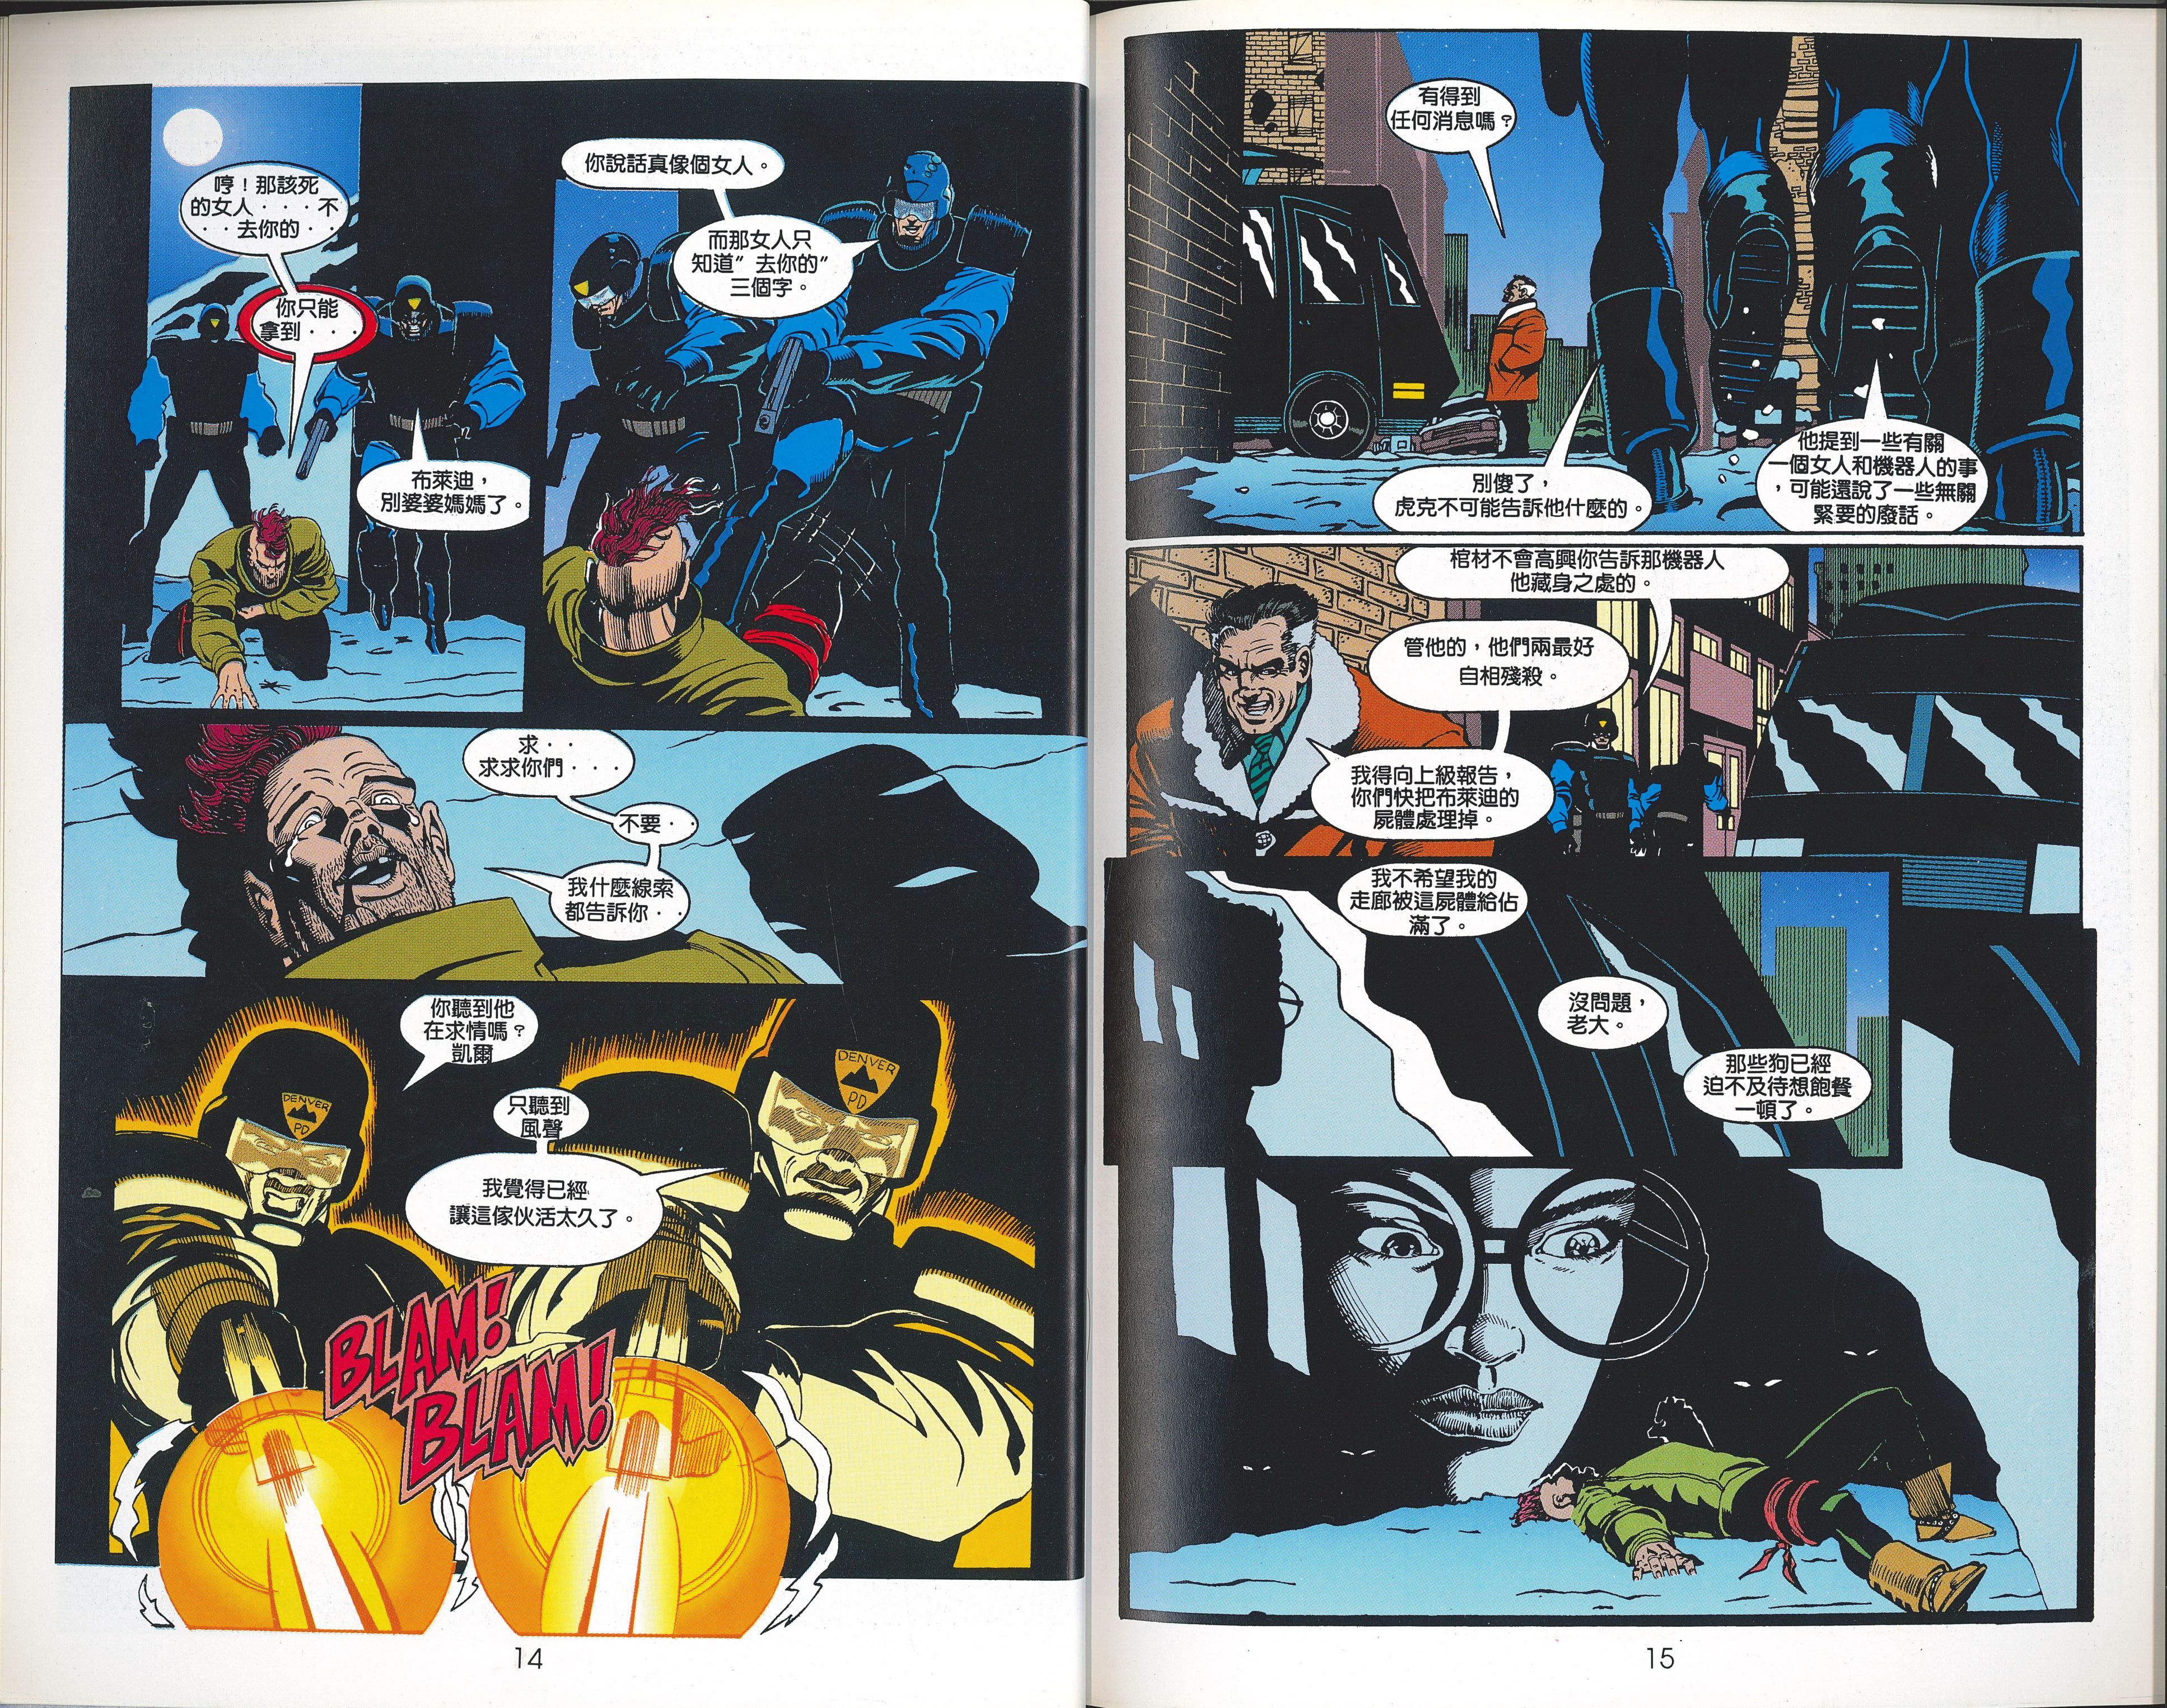 哼！那該死
的女人・・・不
・・去你的・・
你只能
拿到・・・
布萊迪，
別婆婆媽媽了。
你說話真像個女人。
而那女人只
知道”去你的”
三個字。
求・・
求求你們・・・
不要・・
我什麼線索
都告訴你・・
你聽到他
在求情嗎？
凱爾
只聽到
風聲
我覺得已經
讓這傢伙活太久了。
DENVER
PD
DENVER
PD
BLAM!
BLAM!
14
有得到
任何消息嗎？
別傻了，
虎克不可能告訴他什麼的。
他提到一些有關
一個女人和機器人的事
，可能還說了一些無關
緊要的廢話。
棺材不會高興你告訴那機器人
他藏身之處的。
管他的，他們兩最好
自相殘殺。
我得向上級報告，
你們快把布萊迪的
屍體處理掉。
我不希望我的
走廊被這屍體給佔
滿了。
沒問題，
老大。
那些狗已經
迫不及待想飽餐
一頓了。
15